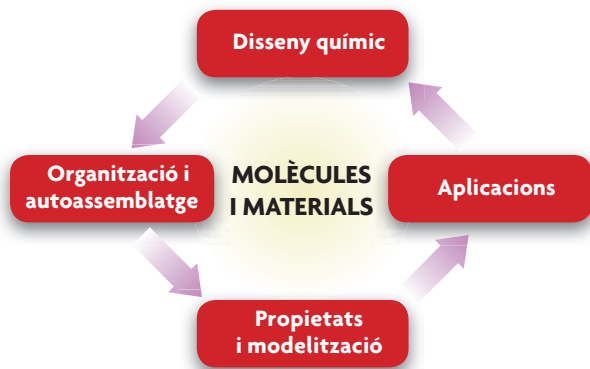 Disseny químic
Organització i
autoassemblatge
MOLÈCULES
I MATERIALS
Aplicacions
Propietats
i modelització